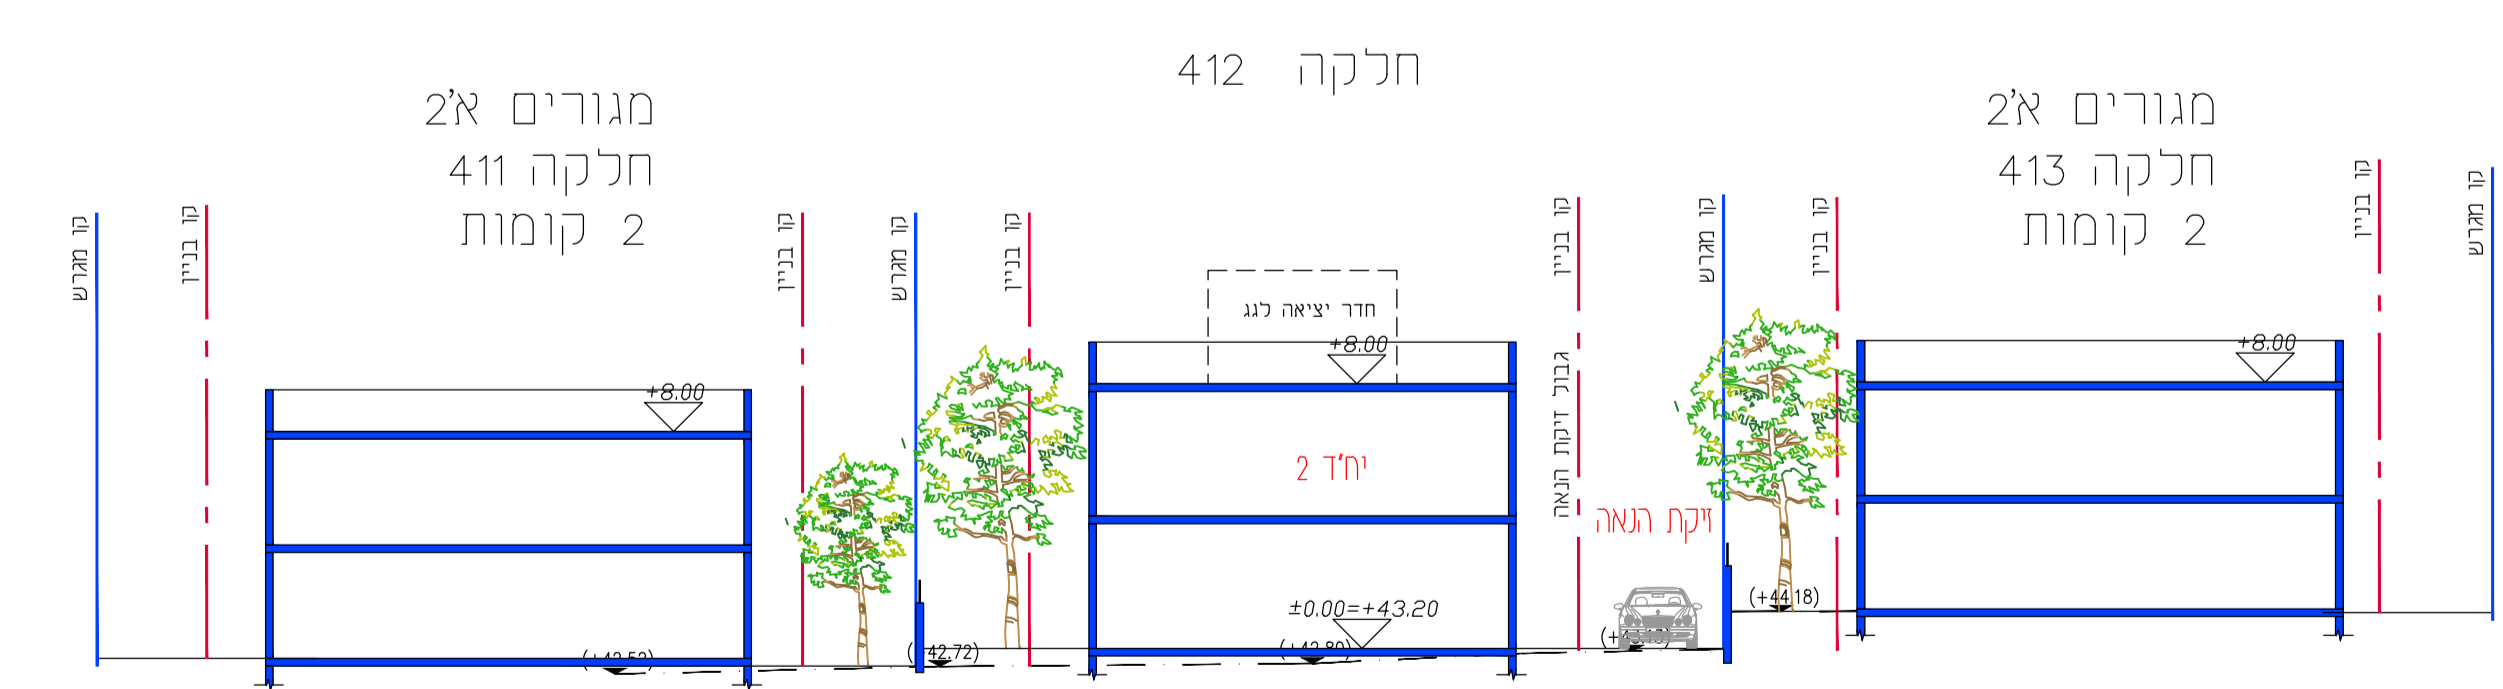 חלקה 412
מגורים א'2
חלקה 411
2 קומות
מגורים א'2
חלקה 413
2 קומות
קו מגרש
קו בניין
קו בניין
קו מגרש
קו בניין
קו בניין
גבול זיקת הנאה
קו מגרש
קו בניין
קו בניין
קו מגרש
חדר יציאה לגג
+8.00
+8.00
+8.00
2 יח"ד
זיקת הנאה
±0.00=+43.20
(+44.18)